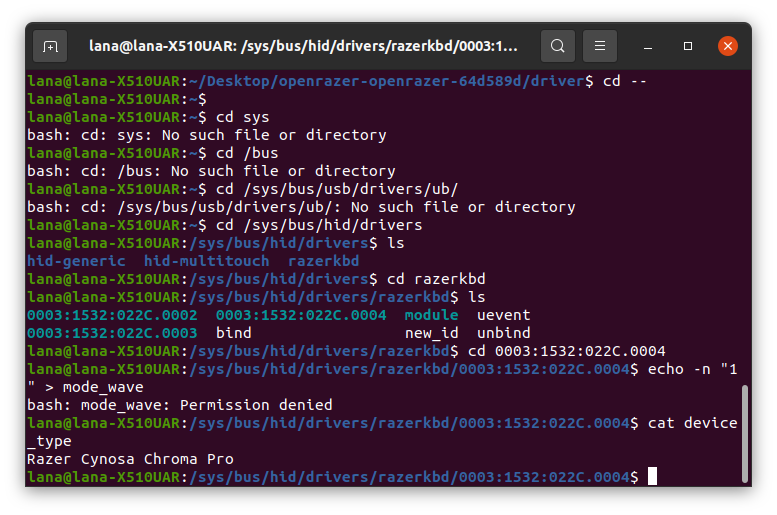 lana@lana-X510UAR: /sys/bus/hid/drivers/razerkbd/0003:1...
lana@lana-X510UAR:~/Desktop/openrazer-openrazer-64d589d/driver$ cd --
lana@lana-X510UAR:~$
lana@lana-X510UAR:~$ cd sys
bash: cd: sys: No such file or directory
lana@lana-X510UAR:~$ cd /bus
bash: cd: /bus: No such file or directory
lana@lana-X510UAR:~$ cd /sys/bus/usb/drivers/ub/
bash: cd: /sys/bus/usb/drivers/ub/: No such file or directory
lana@lana-X510UAR:~$ cd /sys/bus/hid/drivers
lana@lana-X510UAR:/sys/bus/hid/drivers$ ls
hid-generic  hid-multitouch  razerkbd
lana@lana-X510UAR:/sys/bus/hid/drivers$ cd razerkbd
lana@lana-X510UAR:/sys/bus/hid/drivers/razerkbd$ ls
0003:1532:022C.0002  0003:1532:022C.0004  module  uevent
0003:1532:022C.0003  bind                 new_id  unbind
lana@lana-X510UAR:/sys/bus/hid/drivers/razerkbd$ cd 0003:1532:022C.0004
lana@lana-X510UAR:/sys/bus/hid/drivers/razerkbd/0003:1532:022C.0004$ echo -n "1
" > mode_wave
bash: mode_wave: Permission denied
lana@lana-X510UAR:/sys/bus/hid/drivers/razerkbd/0003:1532:022C.0004$ cat device
_type
Razer Cynosa Chroma Pro
lana@lana-X510UAR:/sys/bus/hid/drivers/razerkbd/0003:1532:022C.0004$